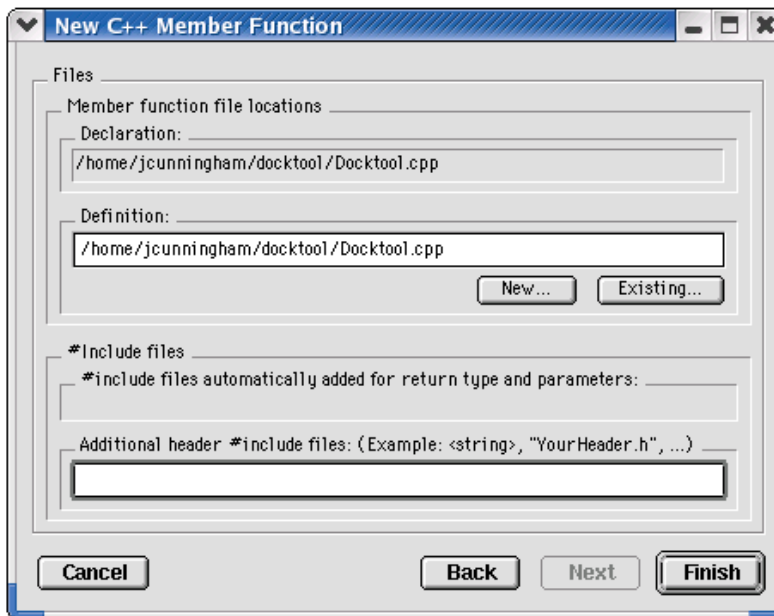 New C++ Member Function
Files
Member function file locations
Declaration:
/home/jcunningham/docktool/Docktool.cpp
Definition:
/home/jcunningham/docktool/Docktool.cpp
New... Existing...
#Include files
#include files automatically added for return type and parameters:
Additional header #include files: (Example: <string>, "YourHeader.h", ...)
Cancel Back Next Finish